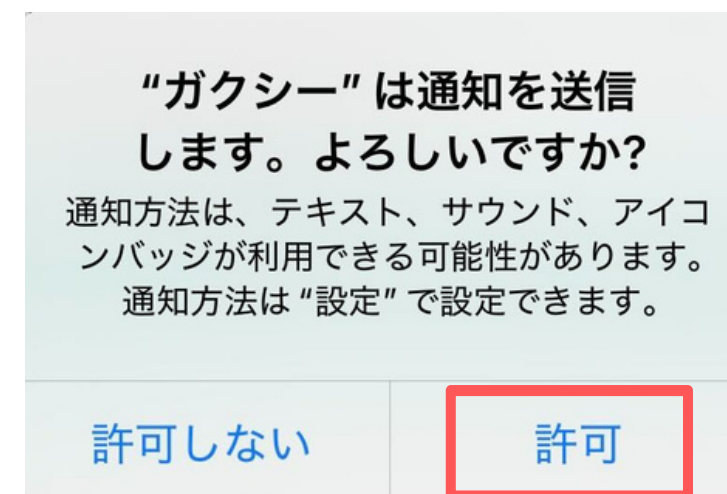 “ガクシー” は通知を送信
します。よろしいですか?
通知方法は、テキスト、サウンド、アイコ
ンバッジが利用できる可能性があります。
通知方法は “設定” で設定できます。
許可しない
許可